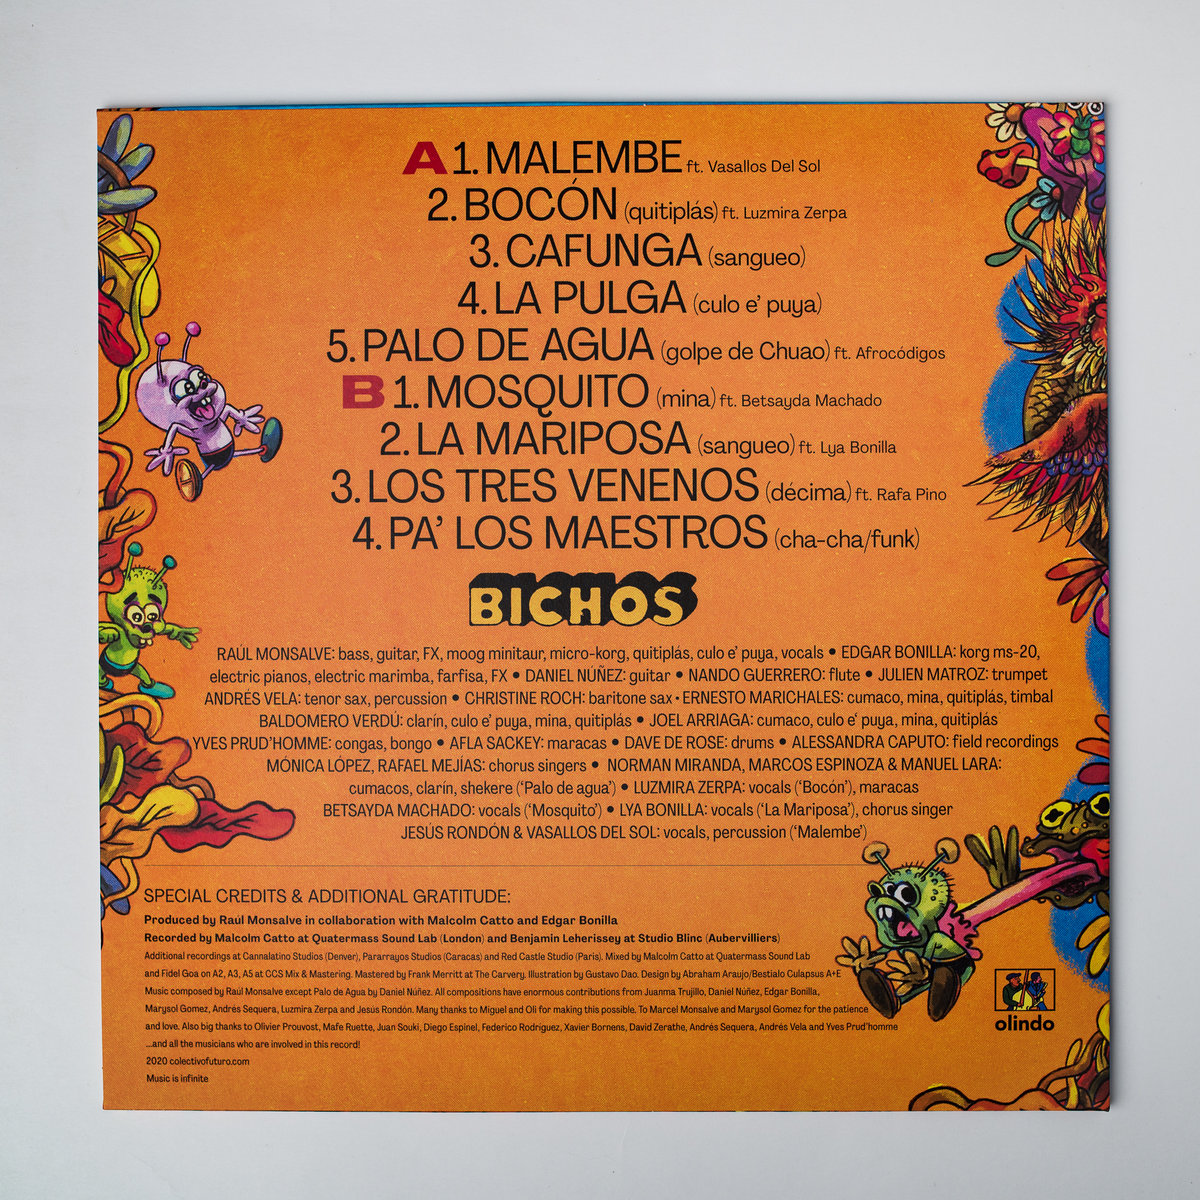 A 1. MALEMBE ft. Vasallos Del Sol
2. BOCÓN (quitiplás) ft. Luzmira Zerpa
3. CAFUNGA (sangueo)
4. LA PULGA (culo e' puya)
5. PALO DE AGUA (golpe de Chuao) ft. Afrocódigos
B 1. MOSQUITO (mina) ft. Betsayda Machado
2. LA MARIPOSA (sangueo) ft. Lya Bonilla
3. LOS TRES VENENOS (décima) ft. Rafa Pino
4. PA' LOS MAESTROS (cha-cha/funk)
BICHOS
RAÚL MONSALVE: bass, guitar, FX, moog minitaur, micro-korg, quitiplás, culo e' puya, vocals • EDGAR BONILLA: korg ms-20,
electric pianos, electric marimba, farfisa, FX • DANIEL NÚÑEZ: guitar • NANDO GUERRERO: flute • JULIEN MATROZ: trumpet
ANDRÉS VELA: tenor sax, percussion • CHRISTINE ROCH: baritone sax • ERNESTO MARICHALES: cumaco, mina, quitiplás, timbal
BALDOMERO VERDÚ: clarín, culo e' puya, mina, quitiplás • JOEL ARRIAGA: cumaco, culo e' puya, mina, quitiplás
YVES PRUD'HOMME: congas, bongo • AFLA SACKEY: maracas • DAVE DE ROSE: drums • ALESSANDRA CAPUTO: field recordings
MÓNICA LÓPEZ, RAFAEL MEJÍAS: chorus singers • NORMAN MIRANDA, MARCOS ESPINOZA & MANUEL LARA:
cumacos, clarín, shekere ('Palo de agua') • LUZMIRA ZERPA: vocals ('Bocón'), maracas
BETSAYDA MACHADO: vocals ('Mosquito') • LYA BONILLA: vocals ('La Mariposa'), chorus singer
JESÚS RONDÓN & VASALLOS DEL SOL: vocals, percussion ('Malembe')
SPECIAL CREDITS & ADDITIONAL GRATITUDE:
Produced by Raúl Monsalve in collaboration with Malcolm Catto and Edgar Bonilla
Recorded by Malcolm Catto at Quatermass Sound Lab (London) and Benjamin Leherissey at Studio Blinc (Aubervilliers)
Additional recordings at Cannalatino Studios (Denver), Pararrayos Studios (Caracas) and Red Castle Studio (Paris). Mixed by Malcolm Catto at Quatermass Sound Lab
and Fidel Goa on A2, A3, A5 at CCS Mix & Mastering. Mastered by Frank Merritt at The Carvery. Illustration by Gustavo Dao. Design by Abraham Araujo/Bestialo Culapsus A+E
Music composed by Raúl Monsalve except Palo de Agua by Daniel Núñez. All compositions have enormous contributions from Juanma Trujillo, Daniel Núñez, Edgar Bonilla,
Marysol Gomez, Andrés Sequera, Luzmira Zerpa and Jesús Rondón. Many thanks to Miguel and Oli for making this possible. To Marcel Monsalve and Marysol Gomez for the patience
and love. Also big thanks to Olivier Prouvost, Mafe Ruette, Juan Souki, Diego Espinel, Federico Rodriguez, Xavier Bornens, David Zerathe, Andrés Sequera, Andrés Vela and Yves Prud'homme
...and all the musicians who are involved in this record!
2020 colectivofuturo.com
Music is infinite
olindo